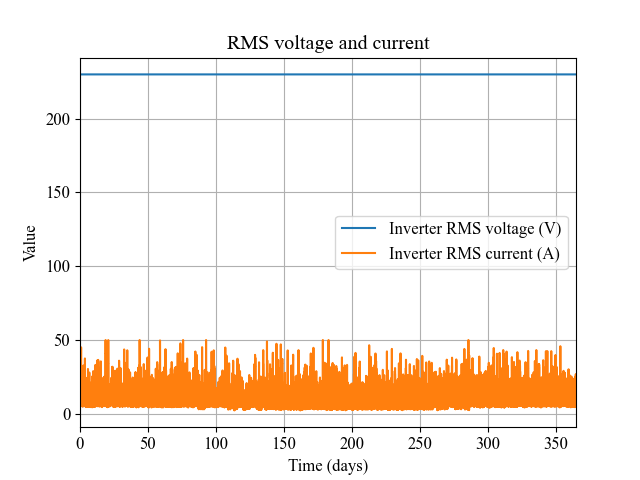 RMS voltage and current
Value
200
150
100
50
0
Inverter RMS voltage (V)
Inverter RMS current (A)
0 50 100 150 200 250 300 350
Time (days)